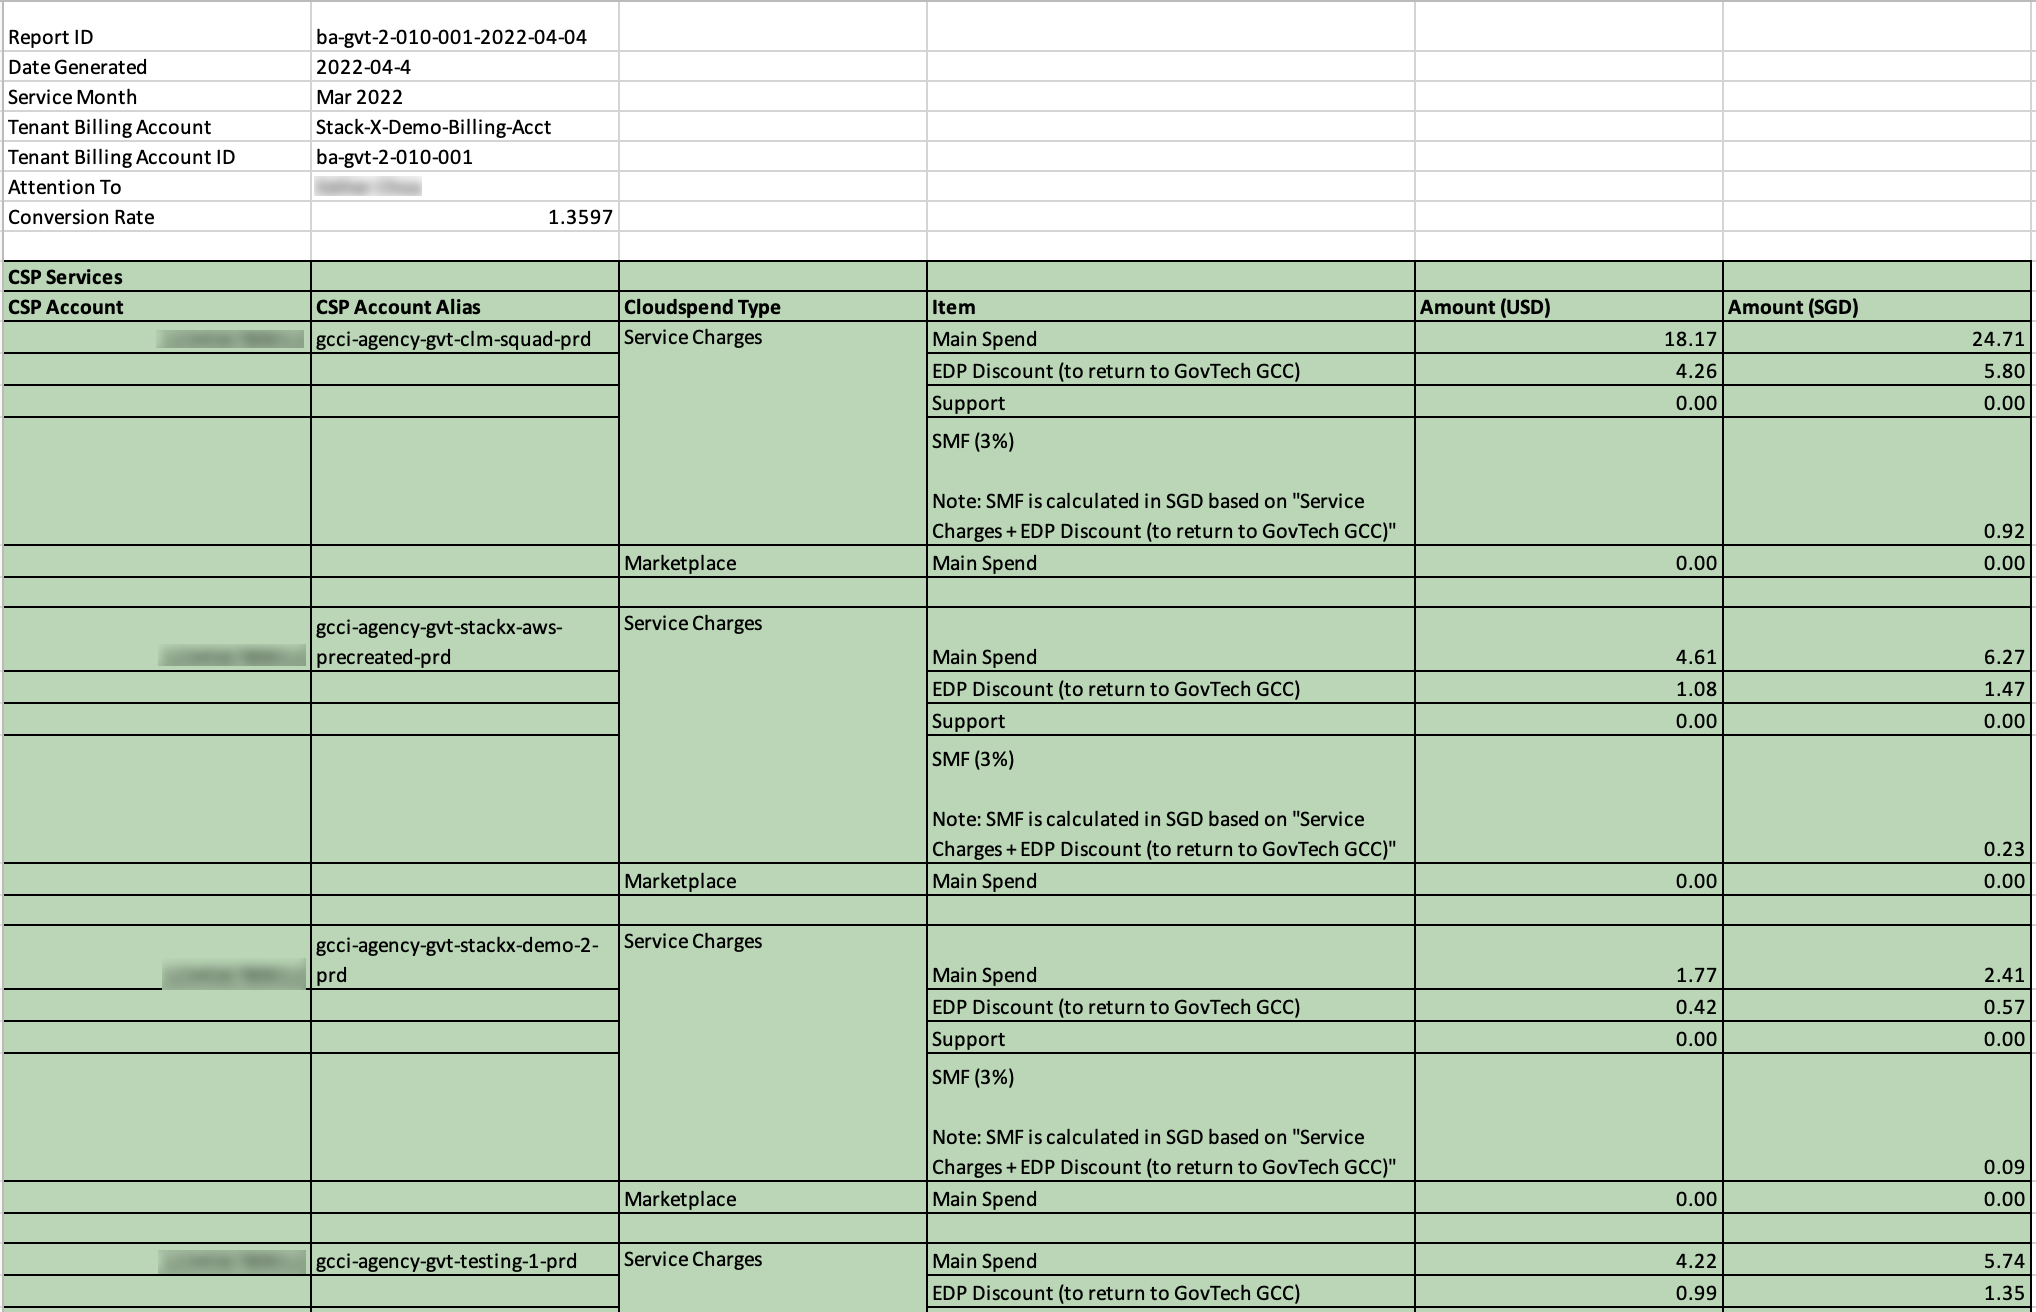 Report ID ba-gvt-2-010-001-2022-04-04
Date Generated 2022-04-4
Service Month Mar 2022
Tenant Billing Account Stack-X-Demo-Billing-Acct
Tenant Billing Account ID ba-gvt-2-010-001
Attention To
Conversion Rate 1.3597
CSP Services
CSP Account CSP Account Alias Cloudspend Type Item Amount (USD) Amount (SGD)
gcci-agency-gvt-clm-squad-prd Service Charges Main Spend 18.17 24.71
EDP Discount (to return to GovTech GCC) 4.26 5.80
Support 0.00 0.00
SMF (3%)
Note: SMF is calculated in SGD based on "Service
Charges + EDP Discount (to return to GovTech GCC)" 0.92
Marketplace Main Spend 0.00 0.00
gcci-agency-gvt-stackx-aws- Service Charges
precreated-prd Main Spend 4.61 6.27
EDP Discount (to return to GovTech GCC) 1.08 1.47
Support 0.00 0.00
SMF (3%)
Note: SMF is calculated in SGD based on "Service
Charges + EDP Discount (to return to GovTech GCC)" 0.23
Marketplace Main Spend 0.00 0.00
gcci-agency-gvt-stackx-demo-2- Service Charges
prd Main Spend 1.77 2.41
EDP Discount (to return to GovTech GCC) 0.42 0.57
Support 0.00 0.00
SMF (3%)
Note: SMF is calculated in SGD based on "Service
Charges + EDP Discount (to return to GovTech GCC)" 0.09
Marketplace Main Spend 0.00 0.00
gcci-agency-gvt-testing-1-prd Service Charges Main Spend 4.22 5.74
EDP Discount (to return to GovTech GCC) 0.99 1.35